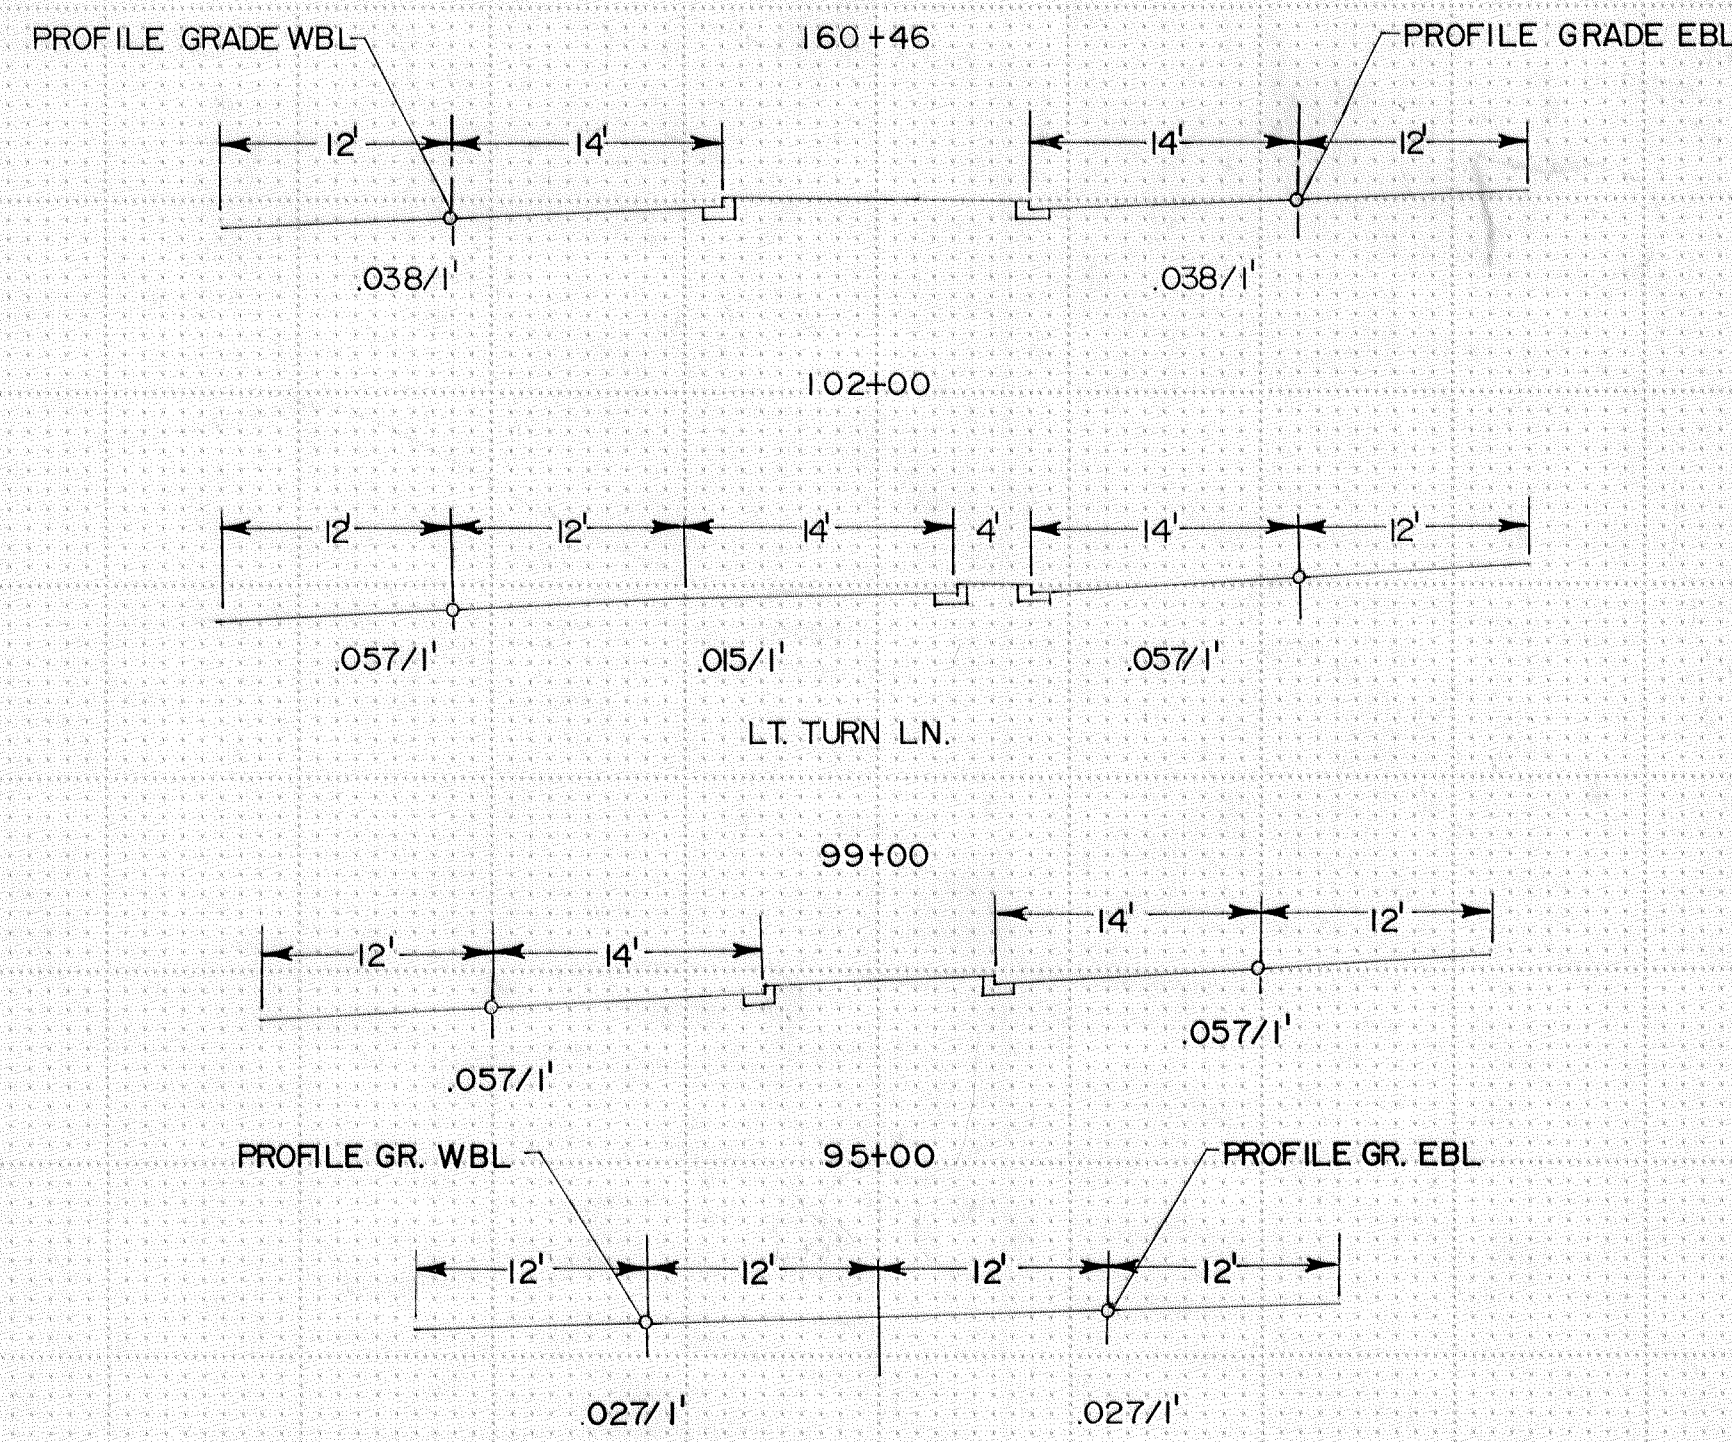 PROFILE GRADE WBL 160+46 PROFILE GRADE EBL
12' 14' 14' 12'
.038/1' .038/1'
102+00
12' 12' 14' 4' 14' 12'
.057/1' .015/1' .057/1'
LT. TURN LN.
99+00
14' 12'
12' 14'
.057/1'
.057/1'
PROFILE GR. WBL 95+00 PROFILE GR. EBL
12' 12' 12' 12'
.027/1' .027/1'